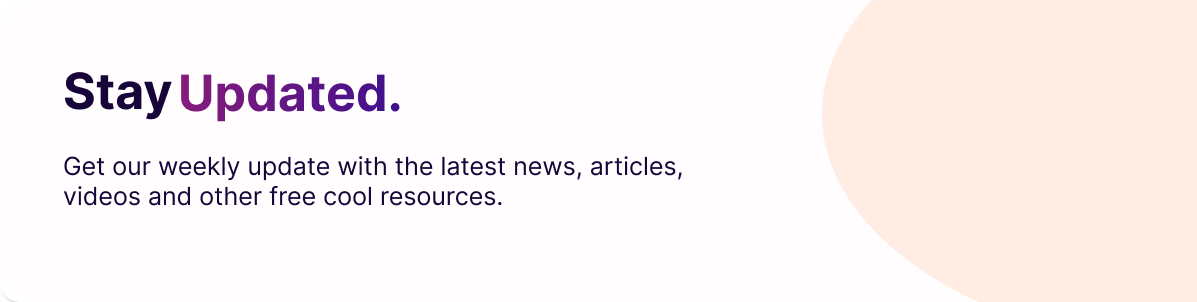 Stay Updated.
Get our weekly update with the latest news, articles,
videos and other free cool resources.